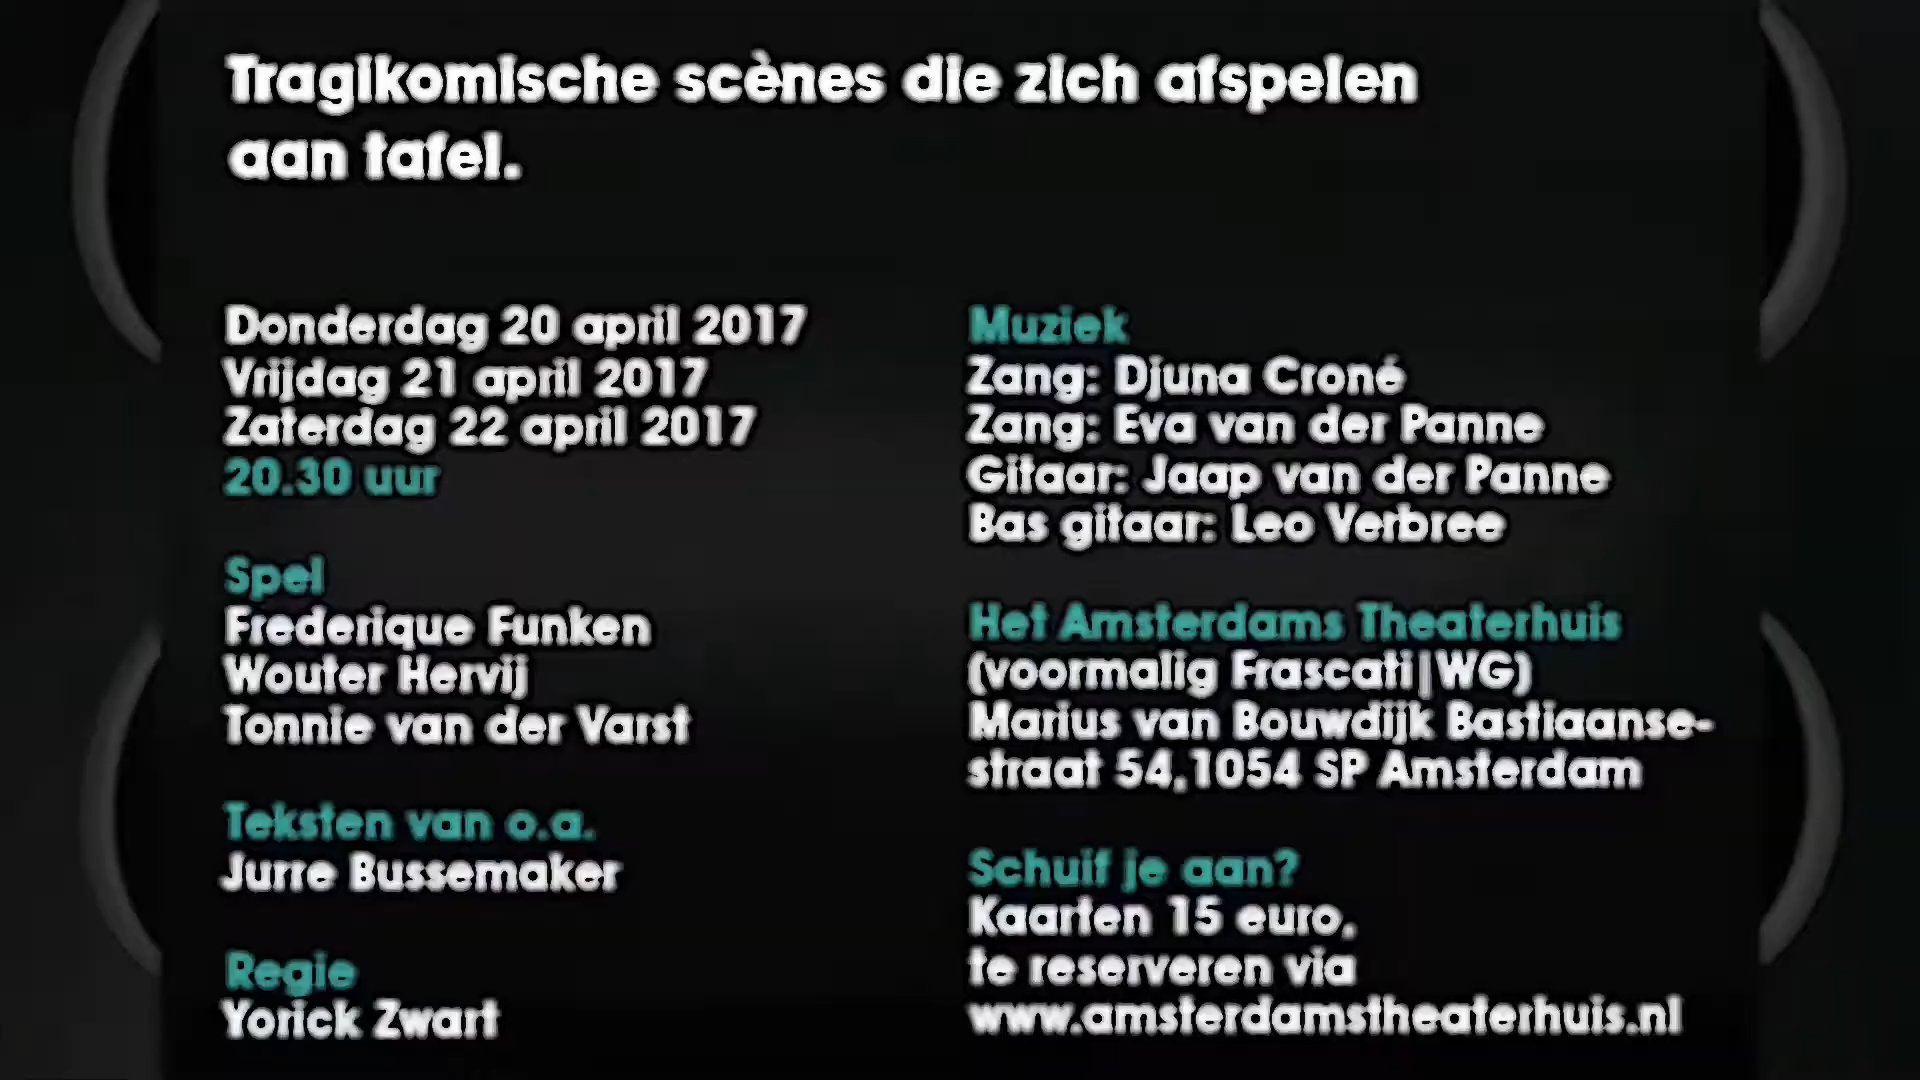 Tragikomische scènes die zich afspelen
aan tafel.
Donderdag 20 april 2017
Vrijdag 21 april 2017
Zaterdag 22 april 2017
20.30 uur
Spel
Frederique Funken
Wouter Hervij
Tonnie van der Varst
Teksten van o.a.
Jurre Bussemaker
Regie
Yorick Zwart
Muziek
Zang: Djuna Croné
Zang: Eva van der Panne
Gitaar: Jaap van der Panne
Bas gitaar: Leo Verbree
Het Amsterdams Theaterhuis
(voormalig Frascati|WG)
Marius van Bouwdijk Bastiaanse-
straat 54,1054 SP Amsterdam
Schuif je aan?
Kaarten 15 euro,
te reserveren via
www.amsterdamstheaterhuis.nl